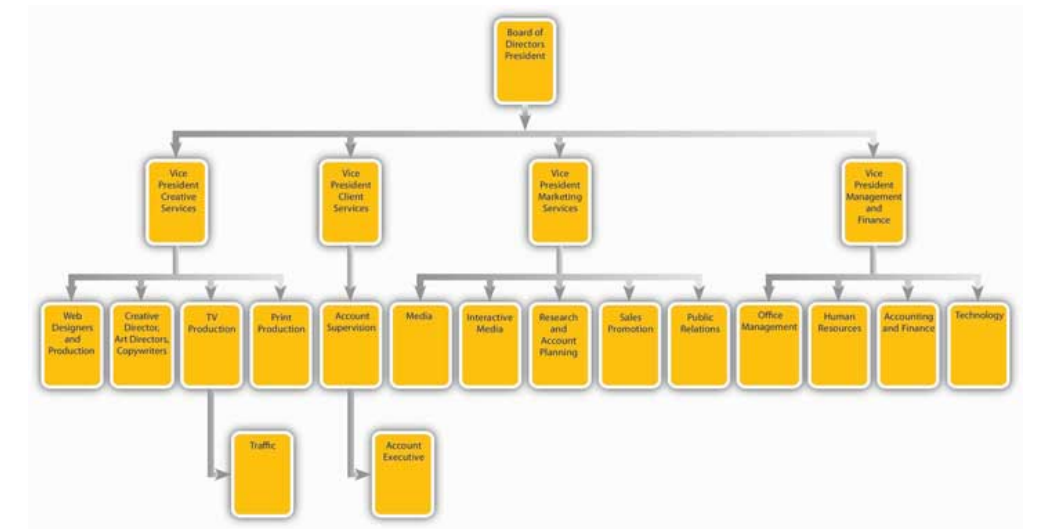 Board of
Directors
President
Vice
President
Creative
Services
Vice
President
Client
Services
Vice
President
Marketing
Services
Vice
President
Management
and
Finance
Web
Designers
and
Production
Creative
Director,
Art Directors,
Copywriters
TV
Production
Print
Production
Account
Supervision
Media
Interactive
Media
Research
and
Account
Planning
Sales
Promotion
Public
Relations
Office
Management
Human
Resources
Accounting
and Finance
Technology
Traffic
Account
Executive